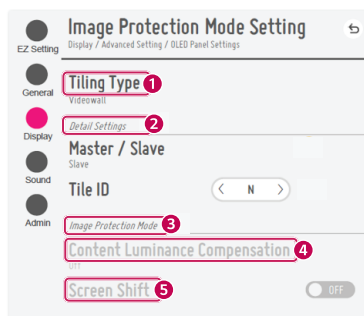 Image Protection Mode Setting
Display / Advanced Setting / OLED Panel Settings
EZ Setting
General
Display
Sound
Admin
Tiling Type 1
Videowall
Detail Settings 2
Master / Slave
Slave
Tile ID
N
Image Protection Mode 3
Content Luminance Compensation 4
Off
Screen Shift 5
OFF